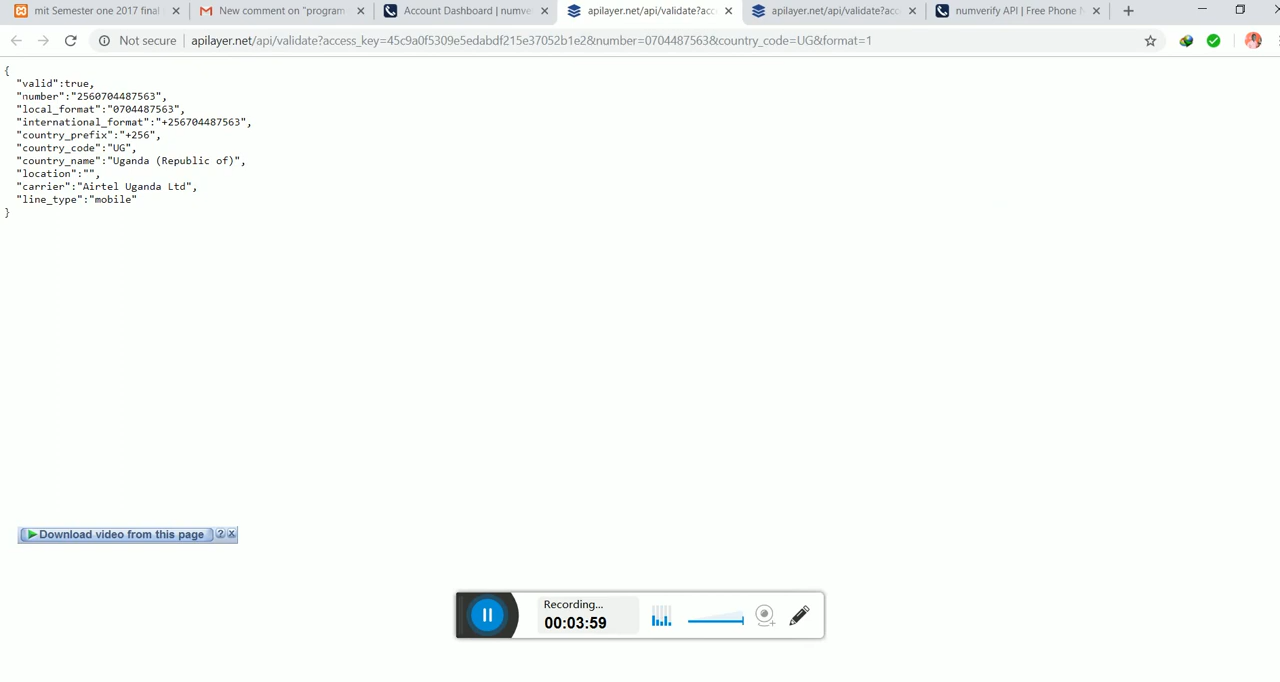 mit Semester one 2017 final
New comment on "program
Account Dashboard | numve
apilayer.net/api/validate?acc
apilayer.net/api/validate?acc
numverify API | Free Phone N
Not secure
apilayer.net/api/validate?access_key=45c9a0f5309e5edabdf215e37052b1e2&number=0704487563&country_code=UG&format=1
{
"valid":true,
"number":"2560704487563",
"local_format":"0704487563",
"international_format":"+256704487563",
"country_prefix":"+256",
"country_code":"UG",
"country_name":"Uganda (Republic of)",
"location":"",
"carrier":"Airtel Uganda Ltd",
"line_type":"mobile"
}
Download video from this page
Recording...
00:03:59